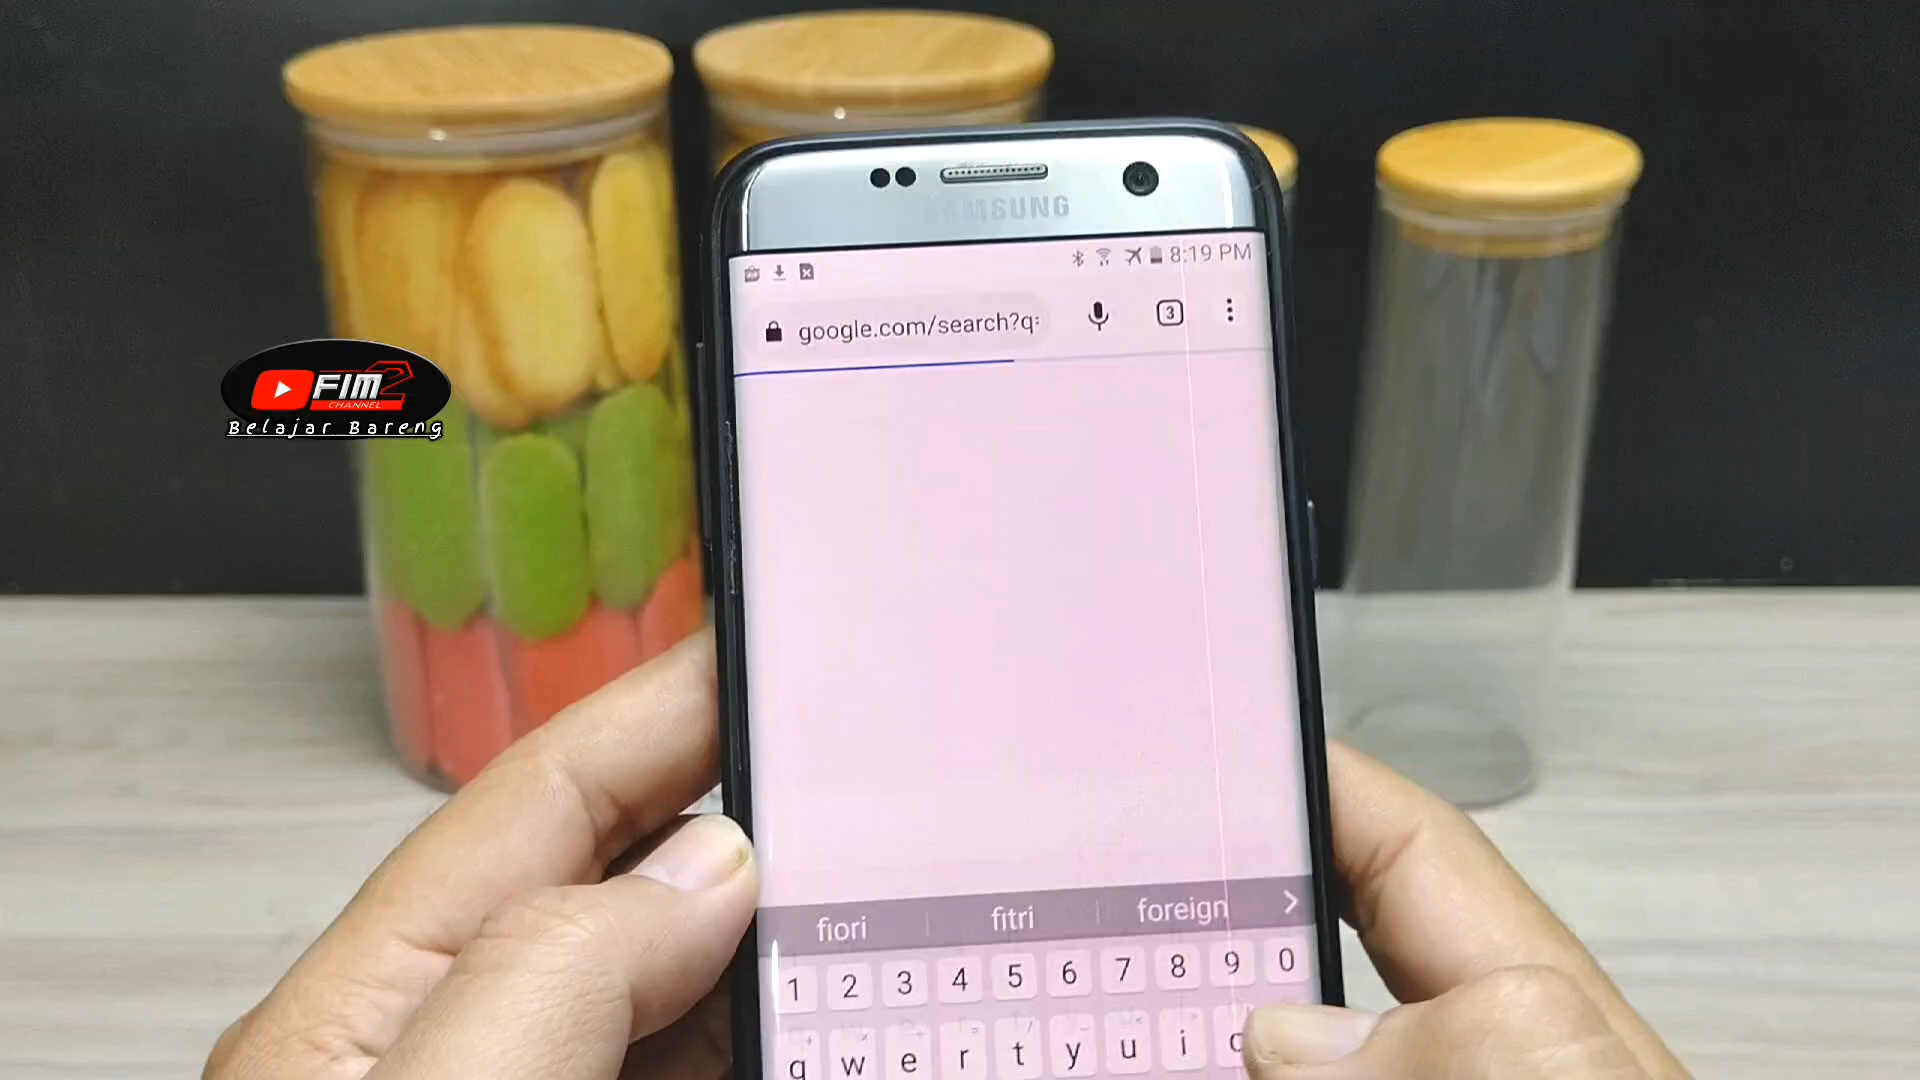 SAMSUNG
8:19 PM
google.com/search?q=
3
FIM2
CHANNEL
Belajar Bareng
fiori
fitri
foreign
1 2 3 4 5 6 7 8 9 0
q w e r t y u i o